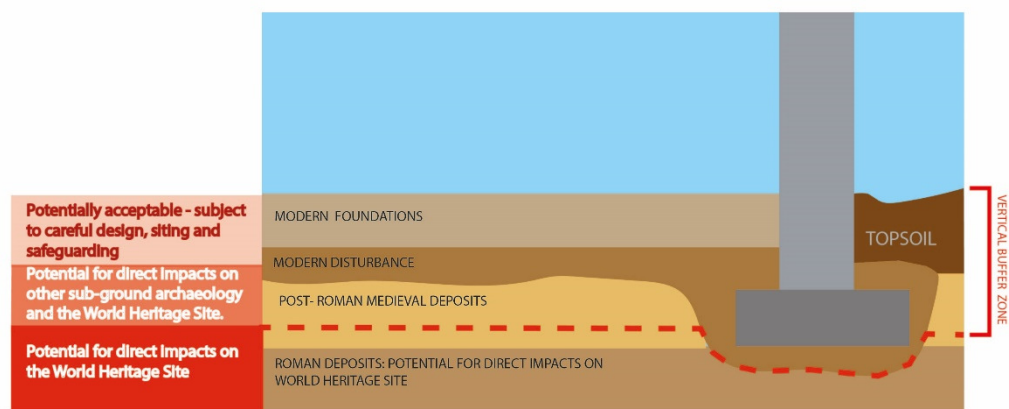 Potentially acceptable - subject
to careful design, siting and
safeguarding
Potential for direct impacts on
other sub-ground archaeology
and the World Heritage Site.
Potential for direct impacts on
the World Heritage Site
MODERN FOUNDATIONS
MODERN DISTURBANCE
POST- ROMAN MEDIEVAL DEPOSITS
ROMAN DEPOSITS: POTENTIAL FOR DIRECT IMPACTS ON
WORLD HERITAGE SITE
TOPSOIL
VERTICAL BUFFER ZONE